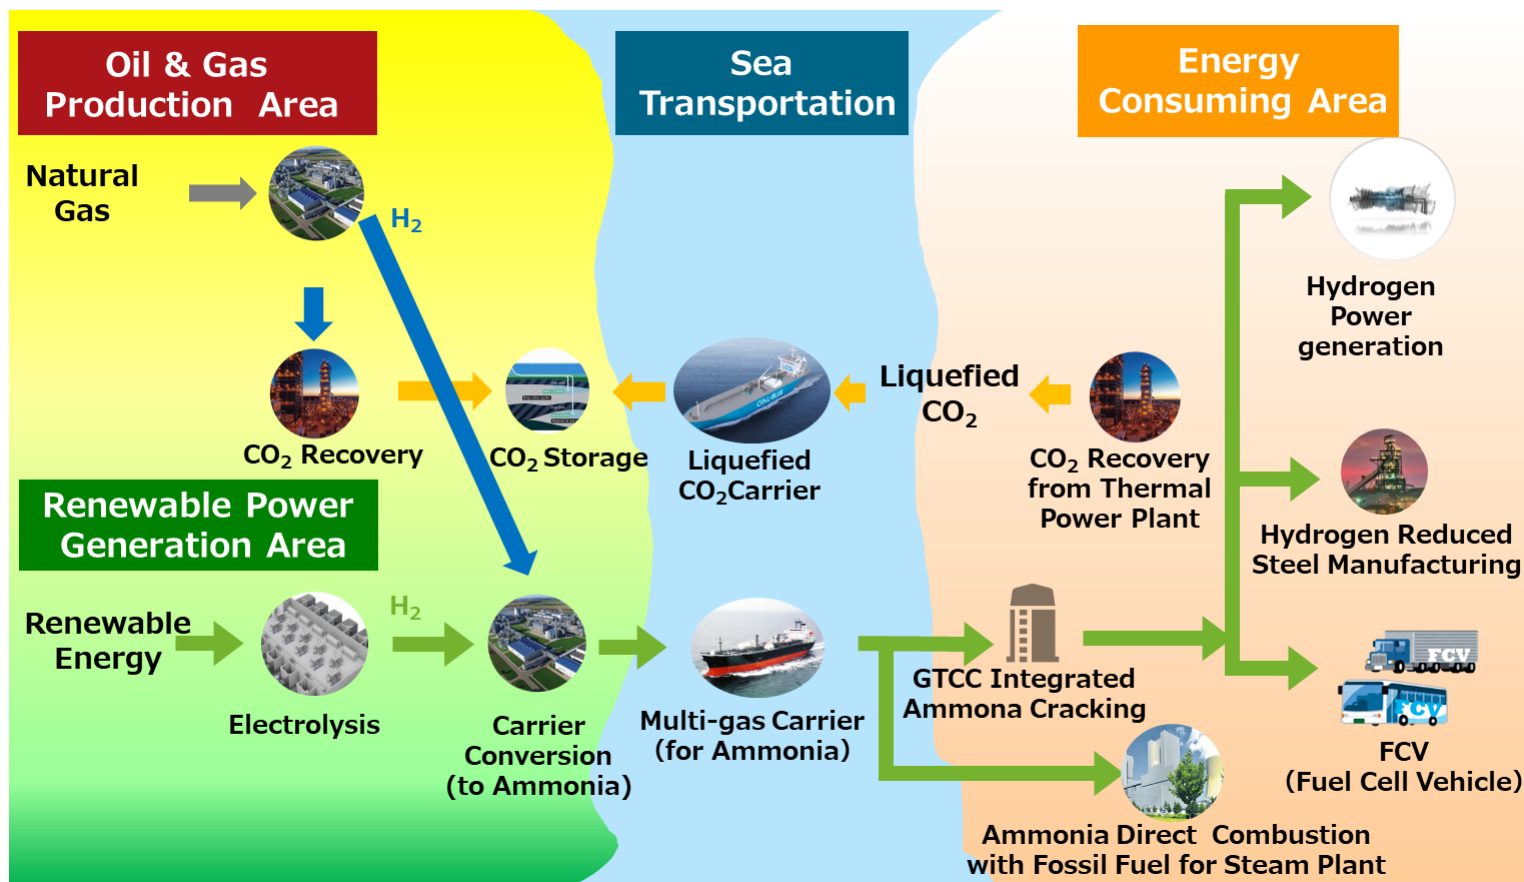 Oil & Gas
Production Area
Sea
Transportation
Energy
Consuming Area
Natural
Gas
H₂
Hydrogen
Power
generation
CO₂ Recovery
CO₂ Storage
Liquefied
CO₂Carrier
Liquefied
CO₂
CO₂ Recovery
from Thermal
Power Plant
Hydrogen Reduced
Steel Manufacturing
Renewable Power
Generation Area
Renewable
Energy
H₂
Electrolysis
Carrier
Conversion
(to Ammonia)
Multi-gas Carrier
(for Ammonia)
GTCC Integrated
Ammona Cracking
FCV
FCV
FCV
(Fuel Cell Vehicle)
Ammonia Direct Combustion
with Fossil Fuel for Steam Plant